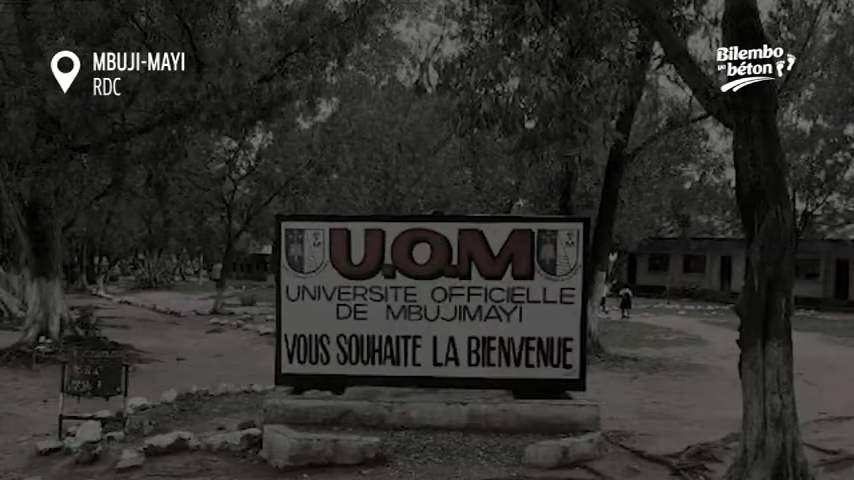 MBUJI-MAYI
RDC
Bilembo
béton
U.O.M
UNIVERSITE OFFICIELLE
DE MBUJIMAYI
VOUS SOUHAITE LA BIENVENUE